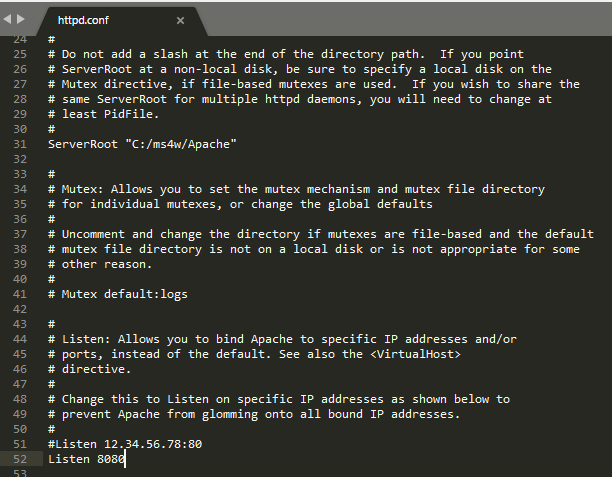 httpd.conf ×
24 #
25 # Do not add a slash at the end of the directory path.  If you point
26 # ServerRoot at a non-local disk, be sure to specify a local disk on the
27 # Mutex directive, if file-based mutexes are used.  If you wish to share the
28 # same ServerRoot for multiple httpd daemons, you will need to change at
29 # least PidFile.
30 #
31 ServerRoot "C:/ms4w/Apache"
32
33 #
34 # Mutex: Allows you to set the mutex mechanism and mutex file directory
35 # for individual mutexes, or change the global defaults
36 #
37 # Uncomment and change the directory if mutexes are file-based and the default
38 # mutex file directory is not on a local disk or is not appropriate for some
39 # other reason.
40 #
41 # Mutex default:logs
42
43 #
44 # Listen: Allows you to bind Apache to specific IP addresses and/or
45 # ports, instead of the default. See also the <VirtualHost>
46 # directive.
47 #
48 # Change this to Listen on specific IP addresses as shown below to
49 # prevent Apache from glomming onto all bound IP addresses.
50 #
51 #Listen 12.34.56.78:80
52 Listen 8080
53